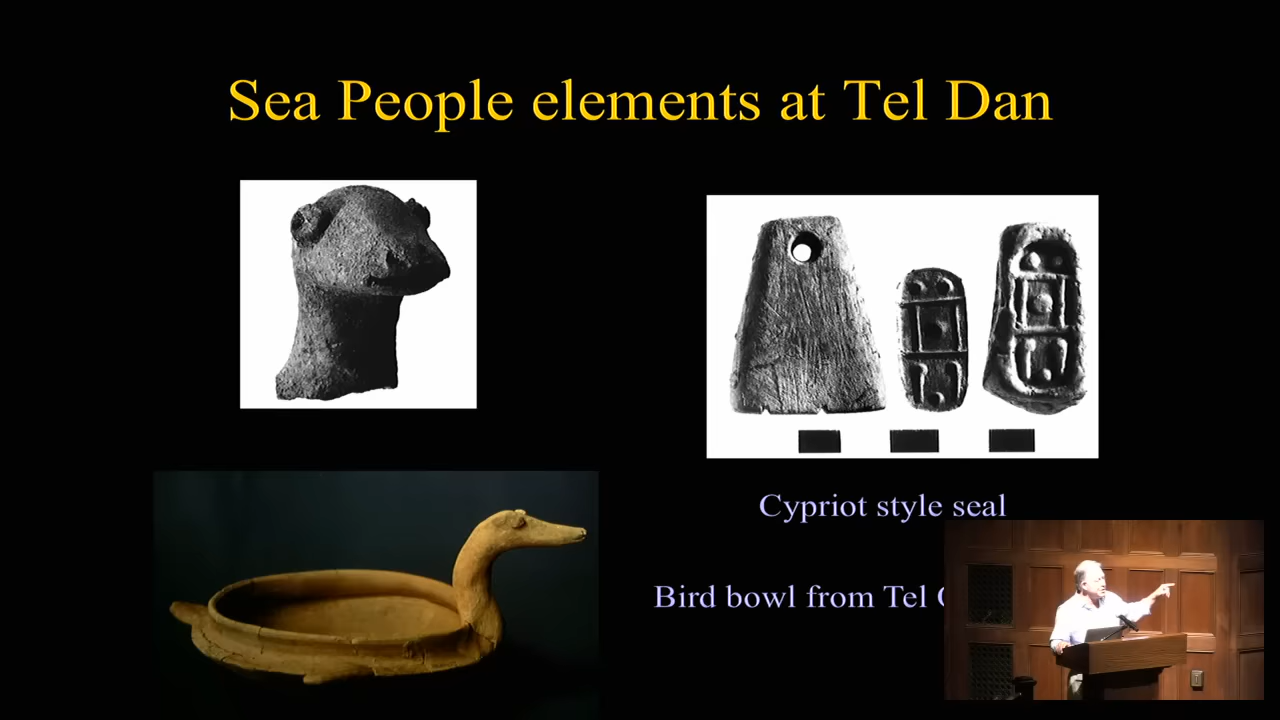 Sea People elements at Tel Dan
Cypriot style seal
Bird bowl from Tel